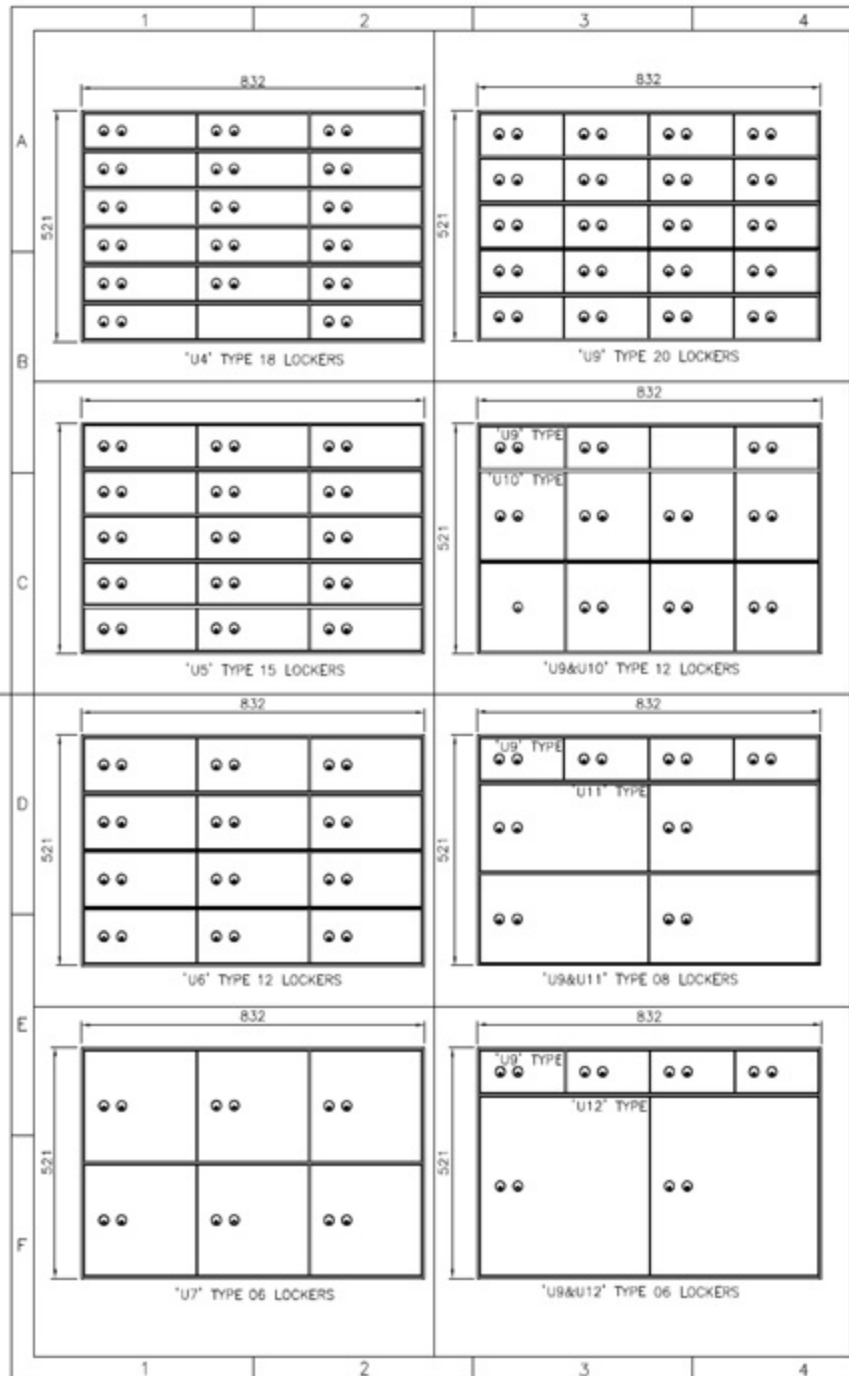 1 2 3 4
A
B
C
D
E
F
832
521
'U4' TYPE 18 LOCKERS
521
'U9' TYPE 20 LOCKERS
'U5' TYPE 15 LOCKERS
832
521
'U9' TYPE
'U10' TYPE
'U9&U10' TYPE 12 LOCKERS
832
521
'U6' TYPE 12 LOCKERS
832
521
'U9' TYPE
'U11' TYPE
'U9&U11' TYPE 08 LOCKERS
832
521
'U7' TYPE 06 LOCKERS
832
521
'U9' TYPE
'U12' TYPE
'U9&U12' TYPE 06 LOCKERS
1 2 3 4